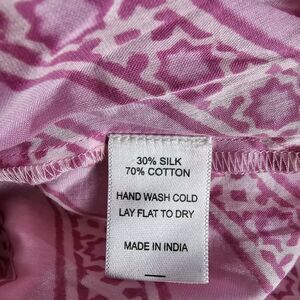 30% SILK
70% COTTON
HAND WASH COLD
LAY FLAT TO DRY
MADE IN INDIA